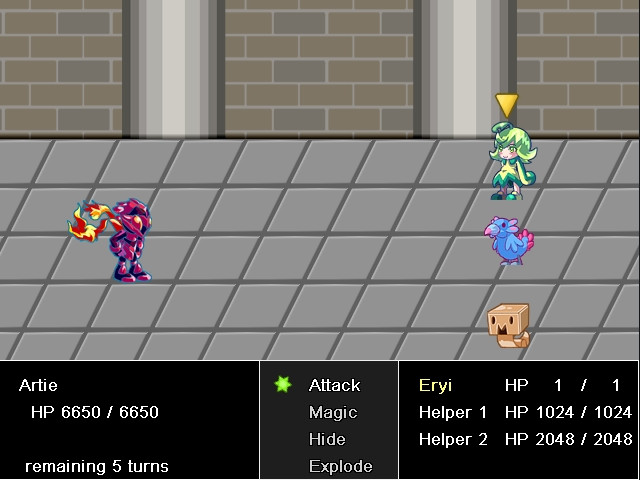 Artie
HP 6650 / 6650
remaining 5 turns
Attack
Magic
Hide
Explode
Eryi HP 1 / 1
Helper 1 HP 1024 / 1024
Helper 2 HP 2048 / 2048